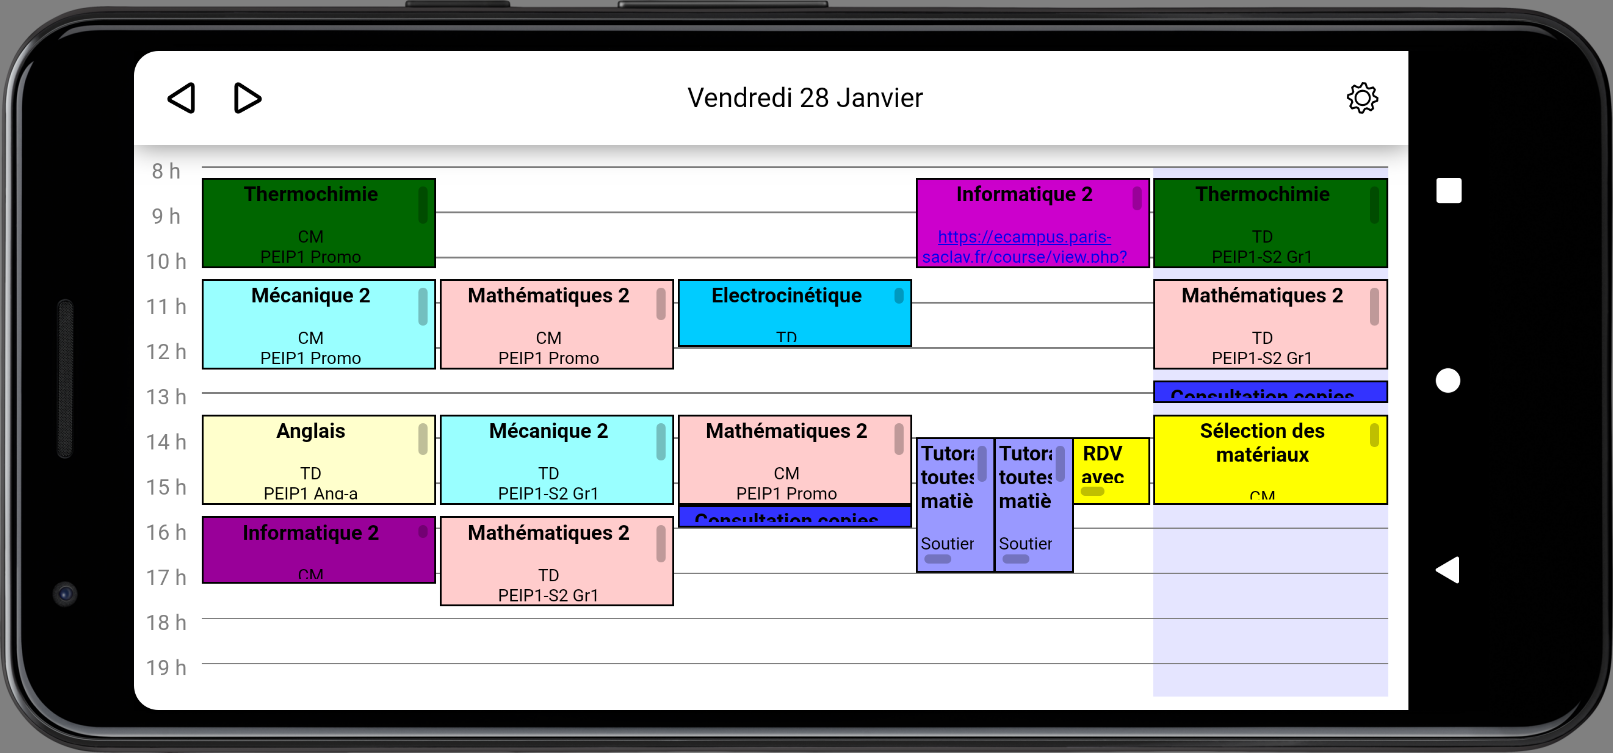 Vendredi 28 Janvier
8 h
9 h
10 h
11 h
12 h
13 h
14 h
15 h
16 h
17 h
18 h
19 h
Thermochimie
CM
PEIP1 Promo
Mécanique 2
CM
PEIP1 Promo
Anglais
TD
PEIP1 Ang-a
Informatique 2
CM
Mathématiques 2
CM
PEIP1 Promo
Mécanique 2
TD
PEIP1-S2 Gr1
Mathématiques 2
TD
PEIP1-S2 Gr1
Electrocinétique
TD
Mathématiques 2
CM
PEIP1 Promo
Consultation copies
Informatique 2
https://ecampus.paris-
saclay.fr/course/view.php?
Tutora
toutes
matiè
Soutier
Tutora
toutes
matiè
Soutier
RDV
avec
Thermochimie
TD
PEIP1-S2 Gr1
Mathématiques 2
TD
PEIP1-S2 Gr1
Consultation copies
Sélection des
matériaux
CM